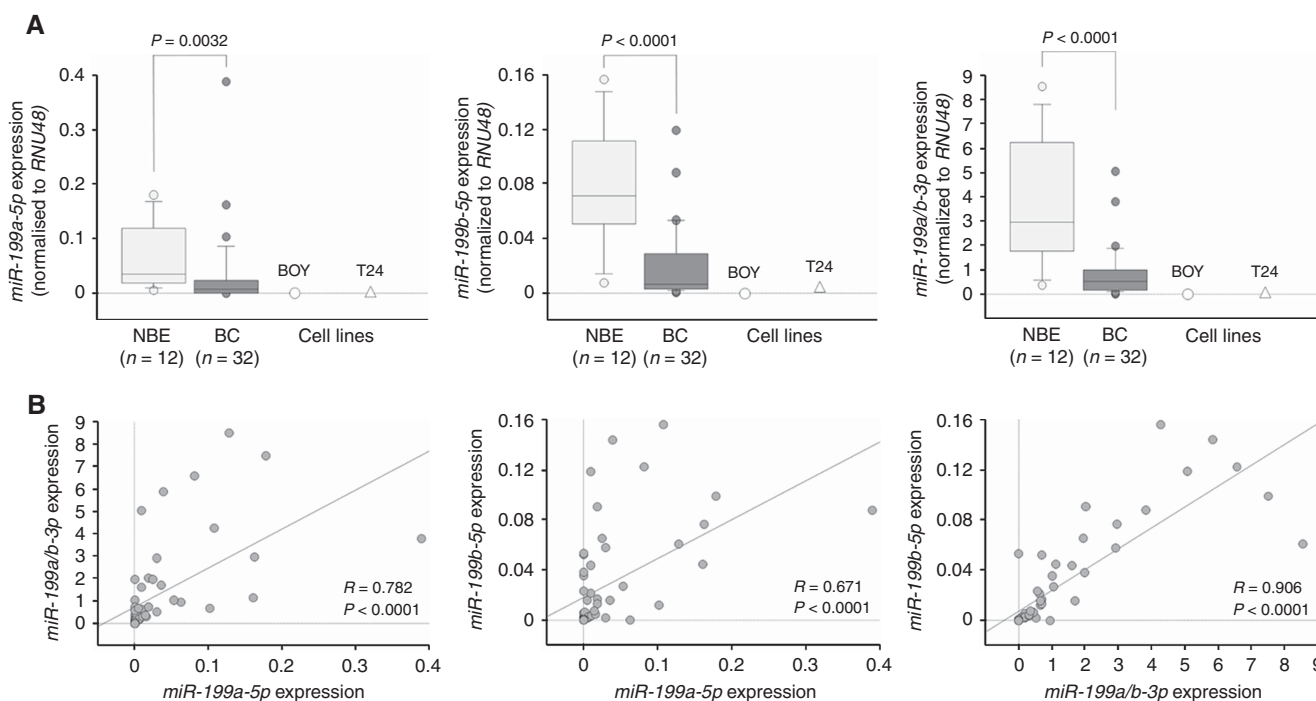 A
P = 0.0032
miR-199a-5p expression
(normalised to RNU48)
0.4
0.3
0.2
0.1
0
BOY
T24
NBE
(n = 12)
BC
(n = 32)
Cell lines
P < 0.0001
miR-199b-5p expression
(normalized to RNU48)
0.16
0.12
0.08
0.04
0
BOY
T24
NBE
(n = 12)
BC
(n = 32)
Cell lines
P < 0.0001
miR-199a/b-3p expression
(normalized to RNU48)
9
8
7
6
5
4
3
2
1
0
BOY
T24
NBE
(n = 12)
BC
(n = 32)
Cell lines
B
miR-199a/b-3p expression
9
8
7
6
5
4
3
2
1
0
R = 0.782
P < 0.0001
0 0.1 0.2 0.3 0.4
miR-199a-5p expression
miR-199b-5p expression
0.16
0.12
0.08
0.04
0
R = 0.671
P < 0.0001
0 0.1 0.2 0.3 0.4
miR-199a-5p expression
miR-199b-5p expression
0.16
0.12
0.08
0.04
0
R = 0.906
P < 0.0001
0 1 2 3 4 5 6 7 8 9
miR-199a/b-3p expression